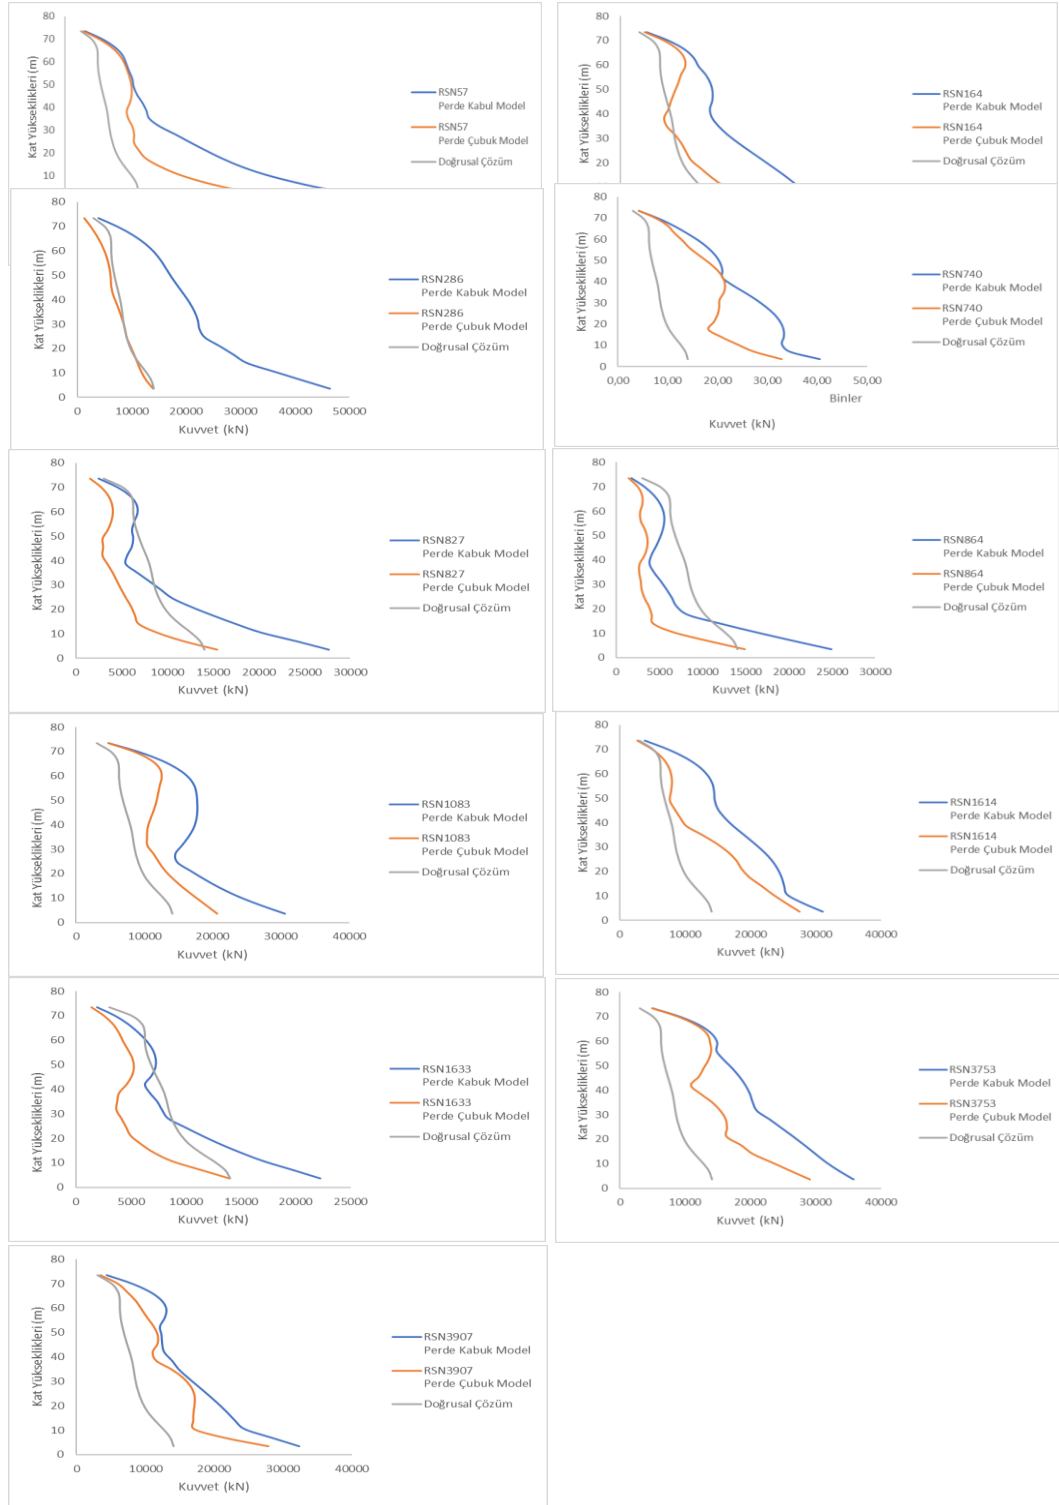 80
70
60
50
40
30
20
10
Kat Yükseklikleri (m)
RSN57
Perde Kabul Model
RSN57
Perde Çubuk Model
Doğrusal Çözüm
80
70
60
50
40
30
20
Kat Yükseklikleri (m)
RSN164
Perde Kabuk Model
RSN164
Perde Çubuk Model
Doğrusal Çözüm
80
70
60
50
40
30
20
10
0
Kat Yükseklikleri (m)
0 10000 20000 30000 40000 50000
Kuvvet (kN)
RSN286
Perde Kabuk Model
RSN286
Perde Çubuk Model
Doğrusal Çözüm
80
70
60
50
40
30
20
10
0
Kat Yükseklikleri (m)
0,00 10,00 20,00 30,00 40,00 50,00
Binler
Kuvvet (kN)
RSN740
Perde Kabuk Model
RSN740
Perde Çubuk Model
Doğrusal Çözüm
80
70
60
50
40
30
20
10
0
Kat Yükseklikleri (m)
0 5000 10000 15000 20000 25000 30000
Kuvvet (kN)
RSN827
Perde Kabuk Model
RSN827
Perde Çubuk Model
Doğrusal Çözüm
80
70
60
50
40
30
20
10
0
Kat Yükseklikleri (m)
0 5000 10000 15000 20000 25000 30000
Kuvvet (kN)
RSN864
Perde Kabuk Model
RSN864
Perde Çubuk Model
Doğrusal Çözüm
80
70
60
50
40
30
20
10
0
Kat Yükseklikleri (m)
0 10000 20000 30000 40000
Kuvvet (kN)
RSN1083
Perde Kabuk Model
RSN1083
Perde Çubuk Model
Doğrusal Çözüm
80
70
60
50
40
30
20
10
0
Kat Yükseklikleri (m)
0 10000 20000 30000 40000
Kuvvet (kN)
RSN1614
Perde Kabuk Model
RSN1614
Perde Çubuk Model
Doğrusal Çözüm
80
70
60
50
40
30
20
10
0
Kat Yükseklikleri (m)
0 5000 10000 15000 20000 25000
Kuvvet (kN)
RSN1633
Perde Kabuk Model
RSN1633
Perde Çubuk Model
Doğrusal Çözüm
80
70
60
50
40
30
20
10
0
Kat Yükseklikleri (m)
0 10000 20000 30000 40000
Kuvvet (kN)
RSN3753
Perde Kabuk Model
RSN3753
Perde Çubuk Model
Doğrusal Çözüm
80
70
60
50
40
30
20
10
0
Kat Yükseklikleri (m)
0 10000 20000 30000 40000
Kuvvet (kN)
RSN3907
Perde Kabuk Model
RSN3907
Perde Çubuk Model
Doğrusal Çözüm